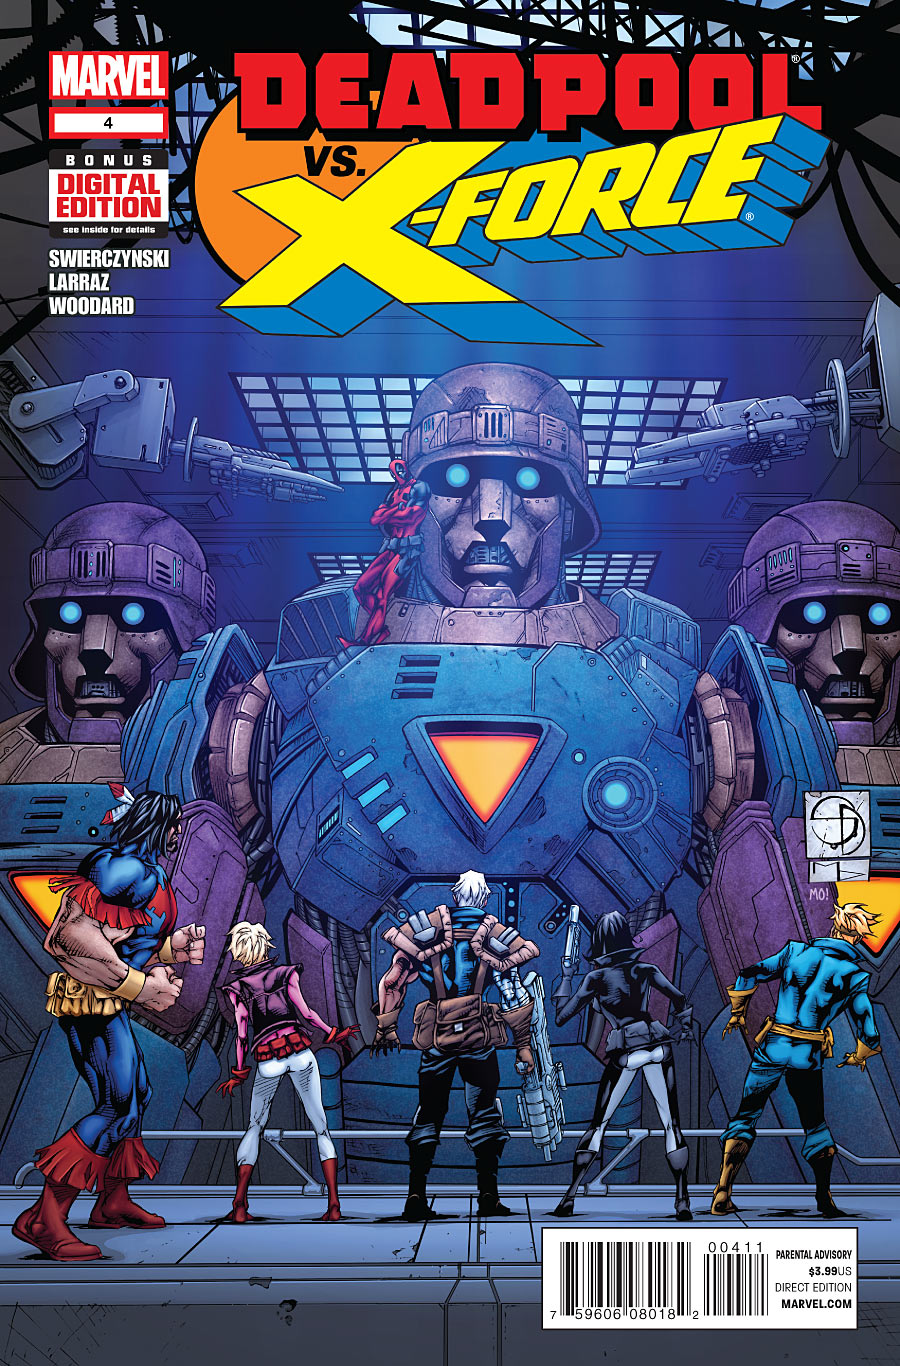 MARVEL
4
BONUS
DIGITAL
EDITION
see inside for details
SWIERCZYNSKI
LARRAZ
WOODARD
DEADPOOL®
VS.
X-FORCE®
MO!
00411
7 59606 08018 2
PARENTAL ADVISORY
$3.99US
DIRECT EDITION
MARVEL.COM